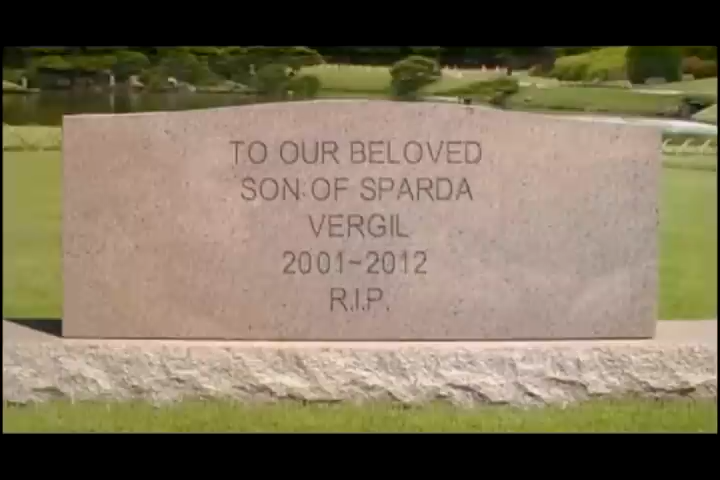 TO OUR BELOVED
SON OF SPARDA
VERGIL
2001~2012
R.I.P.